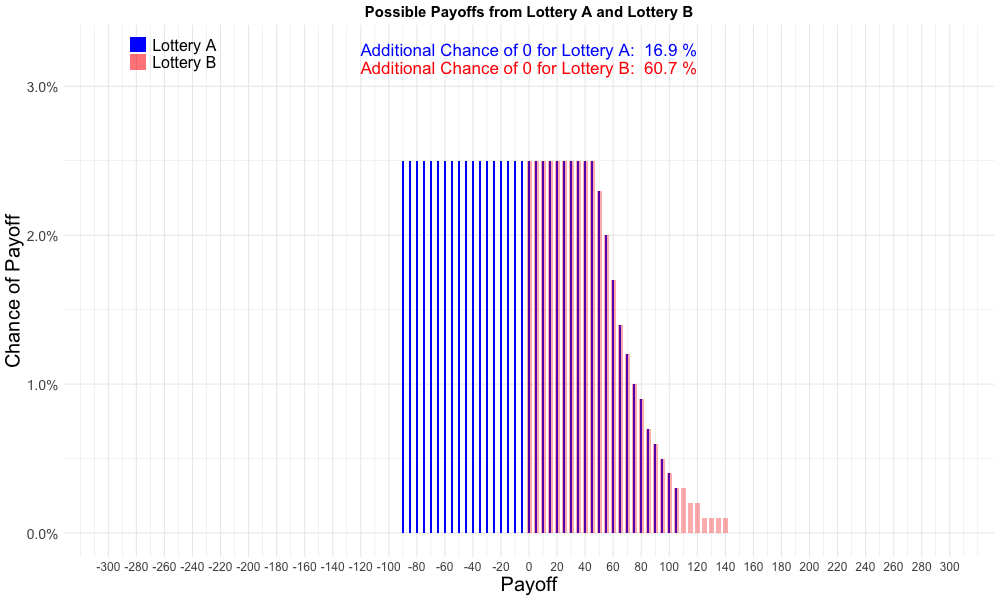 Possible Payoffs from Lottery A and Lottery B
Lottery A
Lottery B
Additional Chance of 0 for Lottery A: 16.9 %
Additional Chance of 0 for Lottery B: 60.7 %
Chance of Payoff
3.0%
2.0%
1.0%
0.0%
-300 -280 -260 -240 -220 -200 -180 -160 -140 -120 -100 -80 -60 -40 -20 0 20 40 60 80 100 120 140 160 180 200 220 240 260 280 300
Payoff